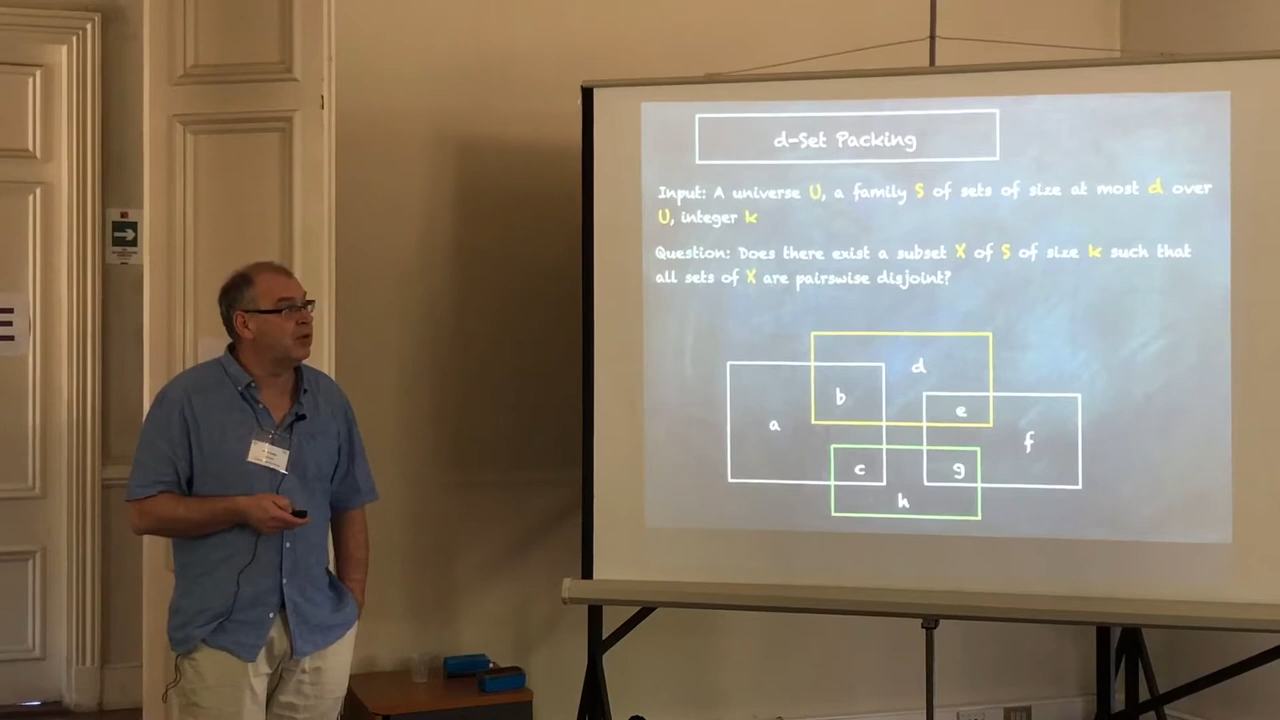 d-Set Packing
Input: A universe U, a family S of sets of size at most d over
U, integer k
Question: Does there exist a subset X of S of size k such that
all sets of X are pairswise disjoint?
d
b
e
a
f
c
g
h